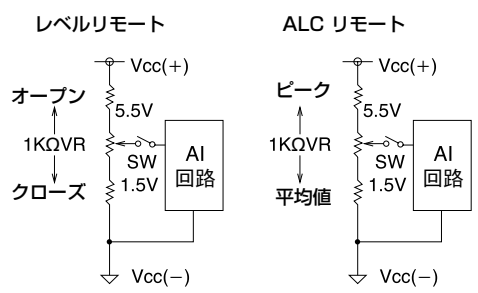 レベルリモート
Vcc(+)
オープン
5.5V
1KΩVR
SW
クローズ
1.5V
AI
回路
Vcc(−)
ALC リモート
Vcc(+)
ピーク
5.5V
1KΩVR
SW
平均値
1.5V
AI
回路
Vcc(−)